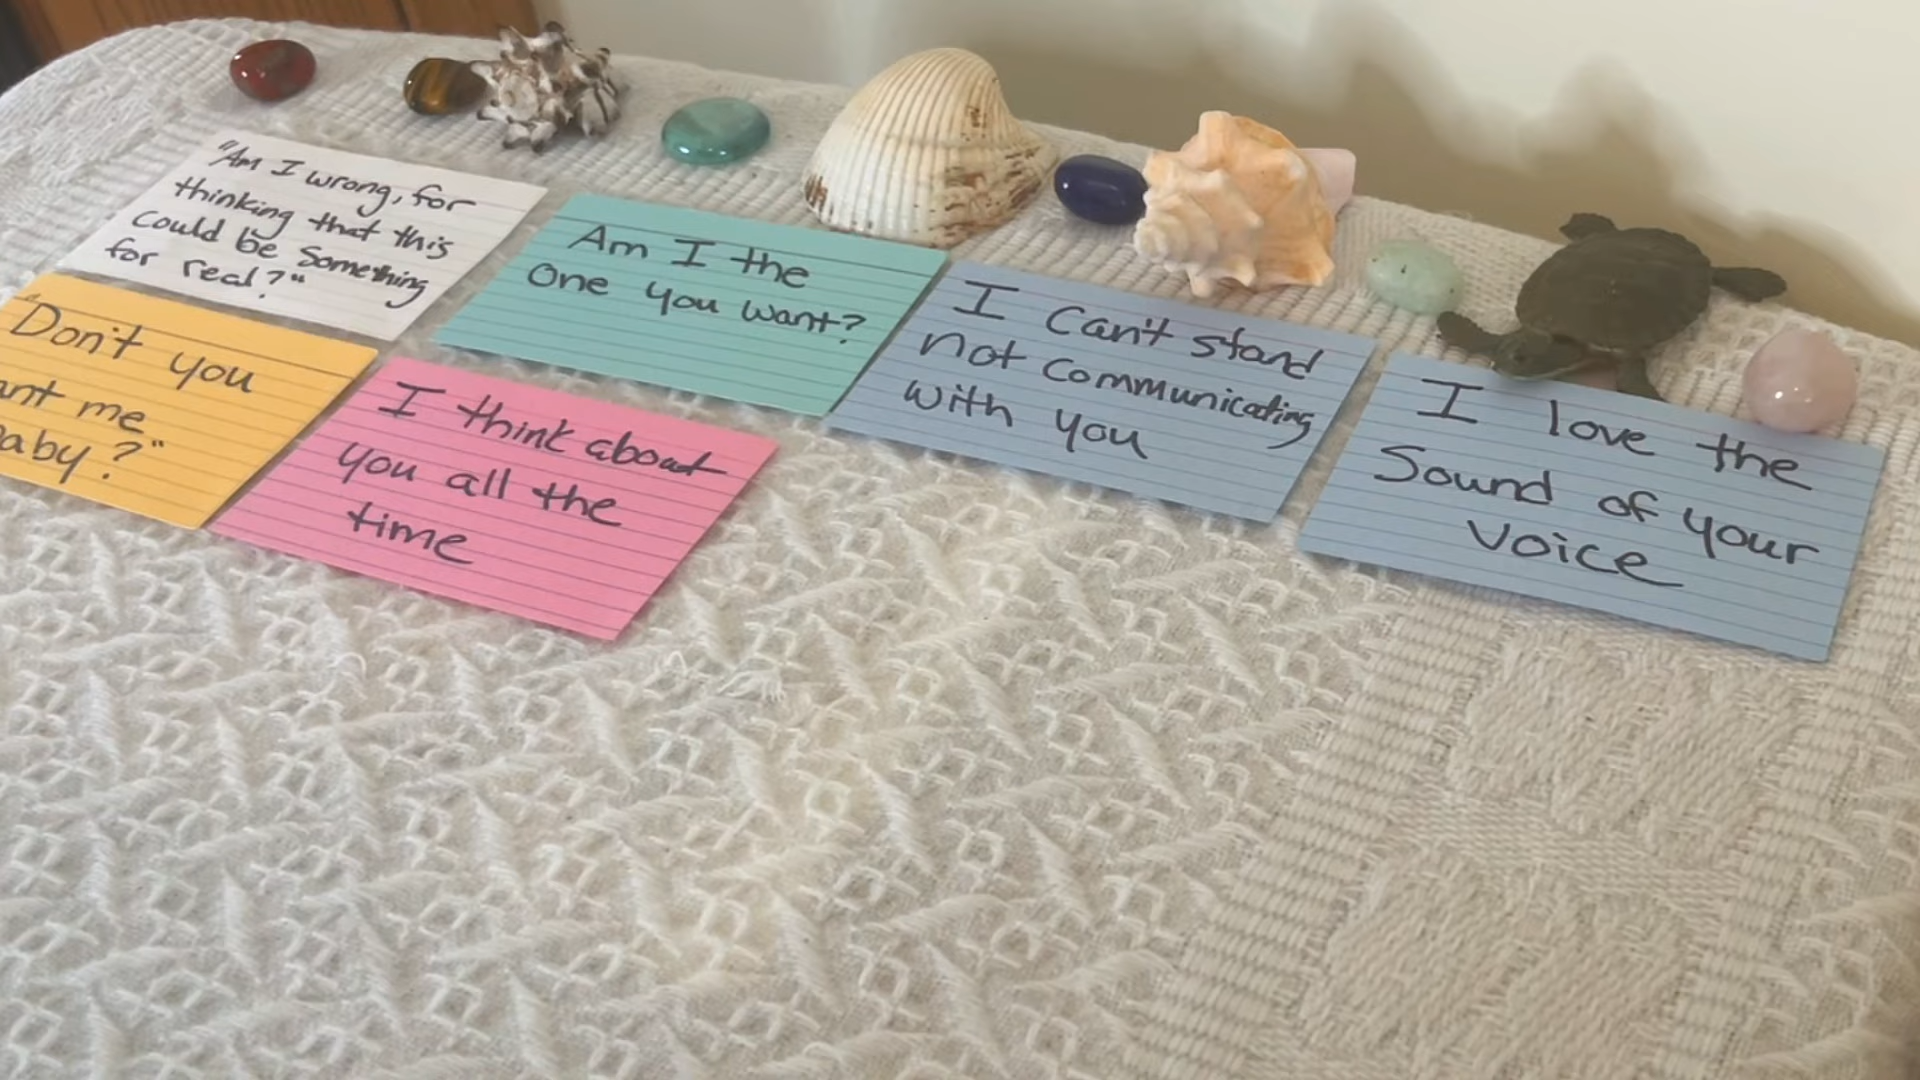 "Am I wrong, for
thinking that this
could be something
for real?"
Am I the
one you want?
I can't stand
not communicating
with you
I love the
sound of your
voice
"Don't you
me
?"
I think about
you all the
time